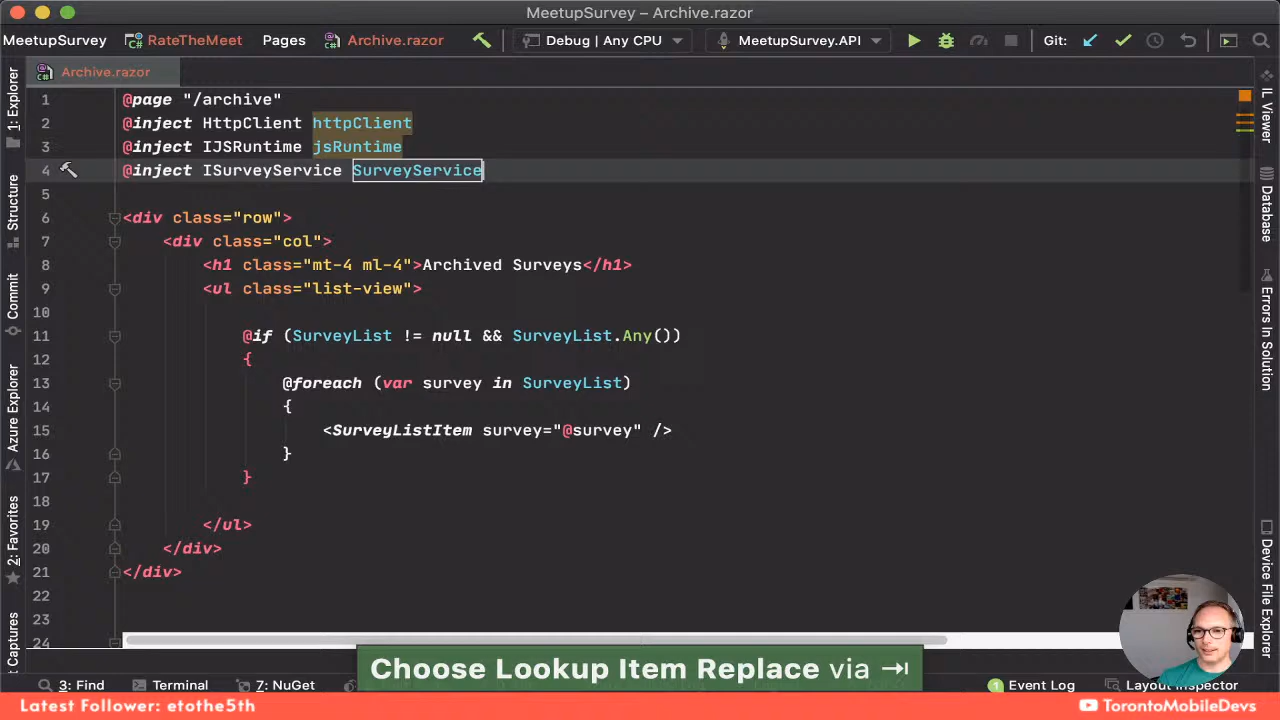 MeetupSurvey – Archive.razor
MeetupSurvey RateTheMeet Pages Archive.razor Debug | Any CPU MeetupSurvey.API Git:
Archive.razor
1 @page "/archive"
2 @inject HttpClient httpClient
3 @inject IJSRuntime jsRuntime
4 @inject ISurveyService SurveyService
5
6 <div class="row">
7 <div class="col">
8 <h1 class="mt-4 ml-4">Archived Surveys</h1>
9 <ul class="list-view">
10
11 @if (SurveyList != null && SurveyList.Any())
12 {
13 @foreach (var survey in SurveyList)
14 {
15 <SurveyListItem survey="@survey" />
16 }
17 }
18
19 </ul>
20 </div>
21 </div>
22
23
24
1: Explorer
Structure
Commit
Azure Explorer
2: Favorites
Captures
IL Viewer
Database
Errors In Solution
Device File Explorer
Choose Lookup Item Replace via ⇥
3: Find Terminal 7: NuGet 1 Event Log Layout Inspector
Latest Follower: etothe5th TorontoMobileDevs